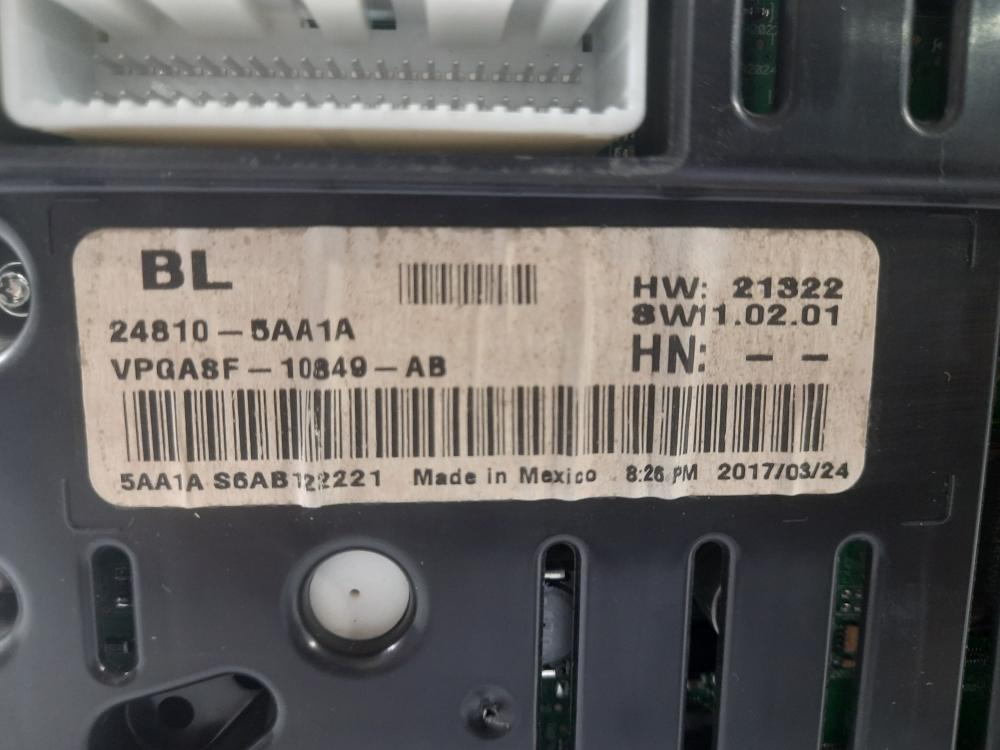 BL
24810-5AA1A
HW: 21322
SW11.02.01
VPGASF-10849-AB
HN: - -
5AA1A S6AB122221 Made in Mexico 8:26 PM 2017/03/24